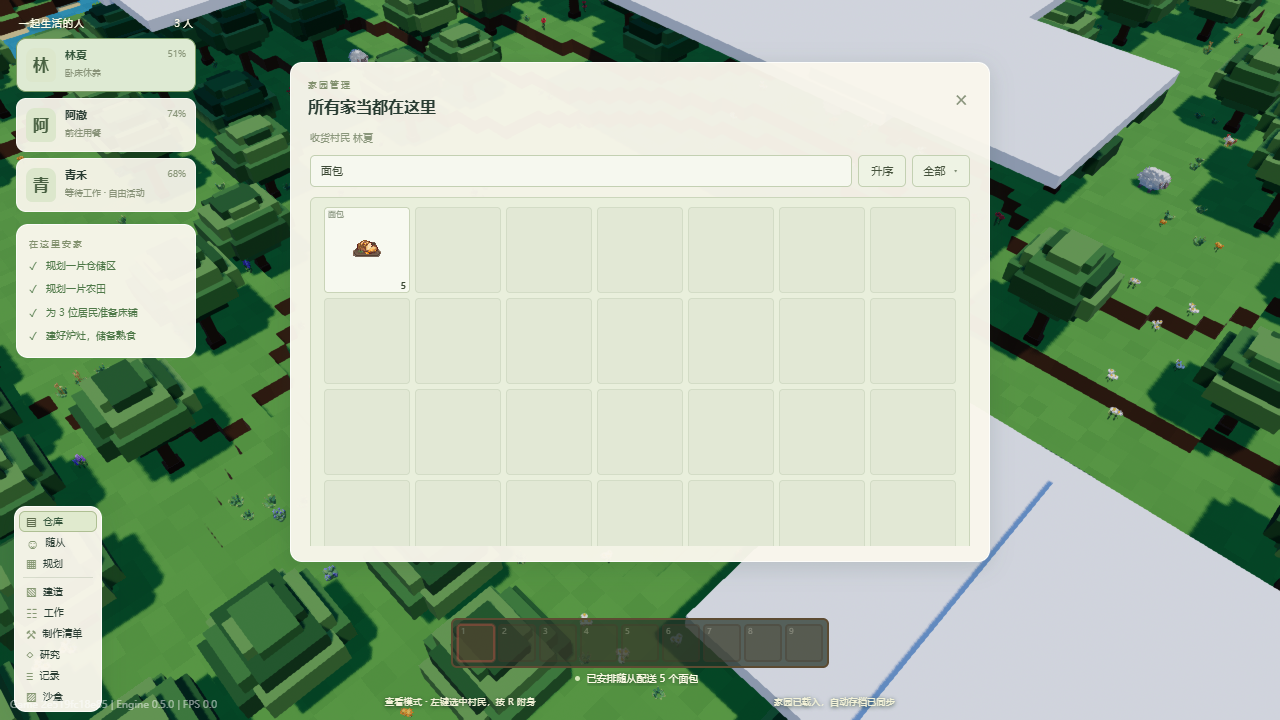 一起生活的人 3 人
林 林夏 51%
卧床休养
阿 阿澈 74%
前往用餐
青 青禾 68%
等待工作 · 自由活动
在这里安家
✓ 规划一片仓储区
✓ 规划一片农田
✓ 为 3 位居民准备床铺
✓ 建好炉灶，储备熟食
家园管理
所有家当都在这里
×
收货村民 林夏
面包 升序 全部
面包
5
仓库
随从
规划
建造
工作
制作清单
研究
记录
沙盒
1 2 3 4 5 6 7 8 9
已安排随从配送 5 个面包
| Engine 0.5.0 | FPS 0.0
查看模式 · 左键选中村民，按 R 附身
家园已载入，自动存档已同步